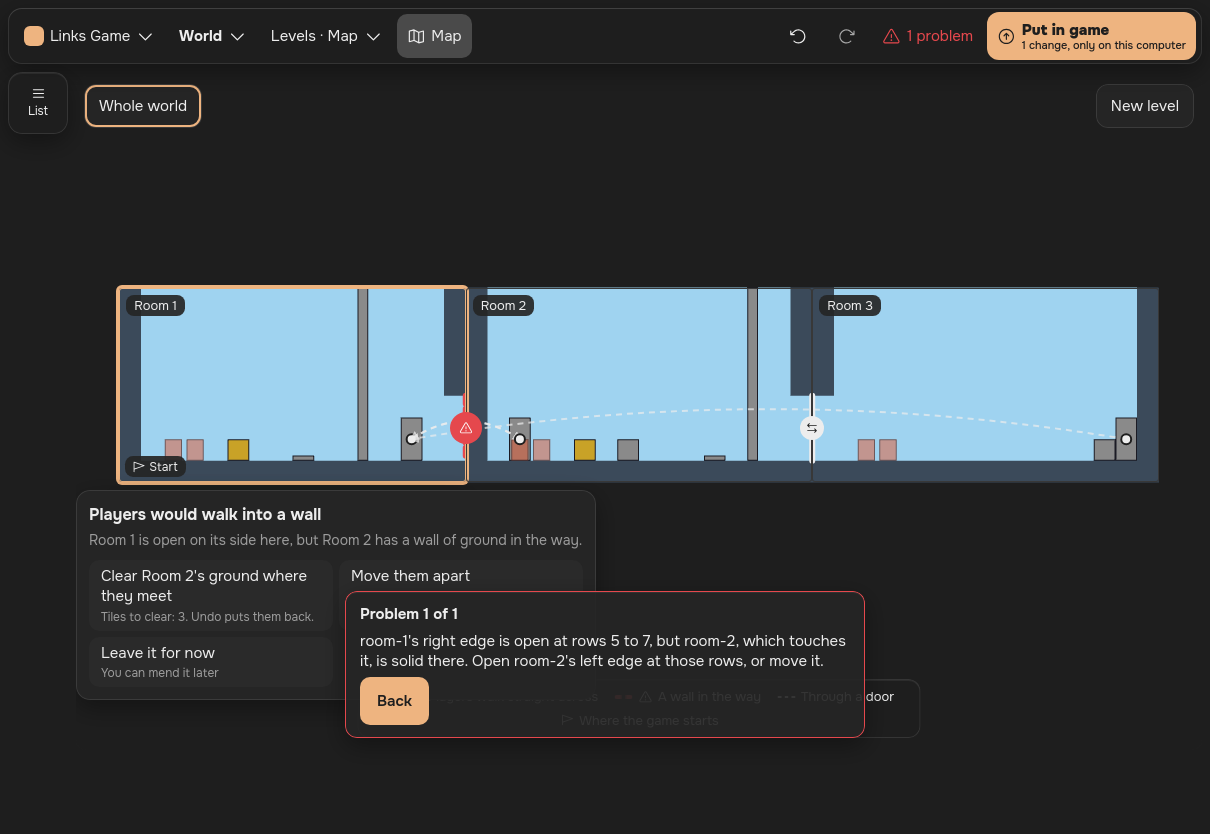 Links Game
World
Levels · Map
Map
1 problem
Put in game
1 change, only on this computer
List
Whole world
New level
Room 1
Room 2
Room 3
Start
Players would walk into a wall
Room 1 is open on its side here, but Room 2 has a wall of ground in the way.
Clear Room 2's ground where
they meet
Tiles to clear: 3. Undo puts them back.
Move them apart
Leave it for now
You can mend it later
Problem 1 of 1
room-1's right edge is open at rows 5 to 7, but room-2, which touches
it, is solid there. Open room-2's left edge at those rows, or move it.
Back
A wall in the way
Through a door
Where the game starts